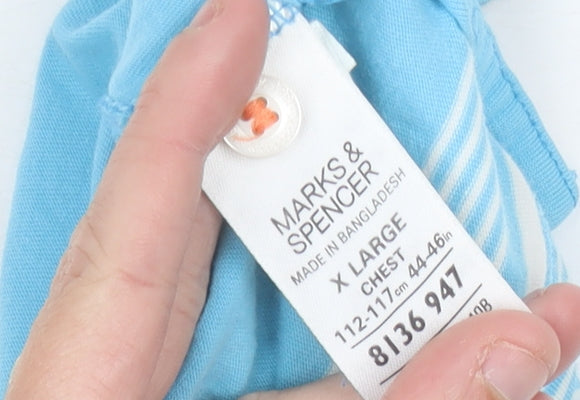 MARKS &
SPENCER
MADE IN BANGLADESH
X LARGE
CHEST
112-117cm 44-46in
8136 947